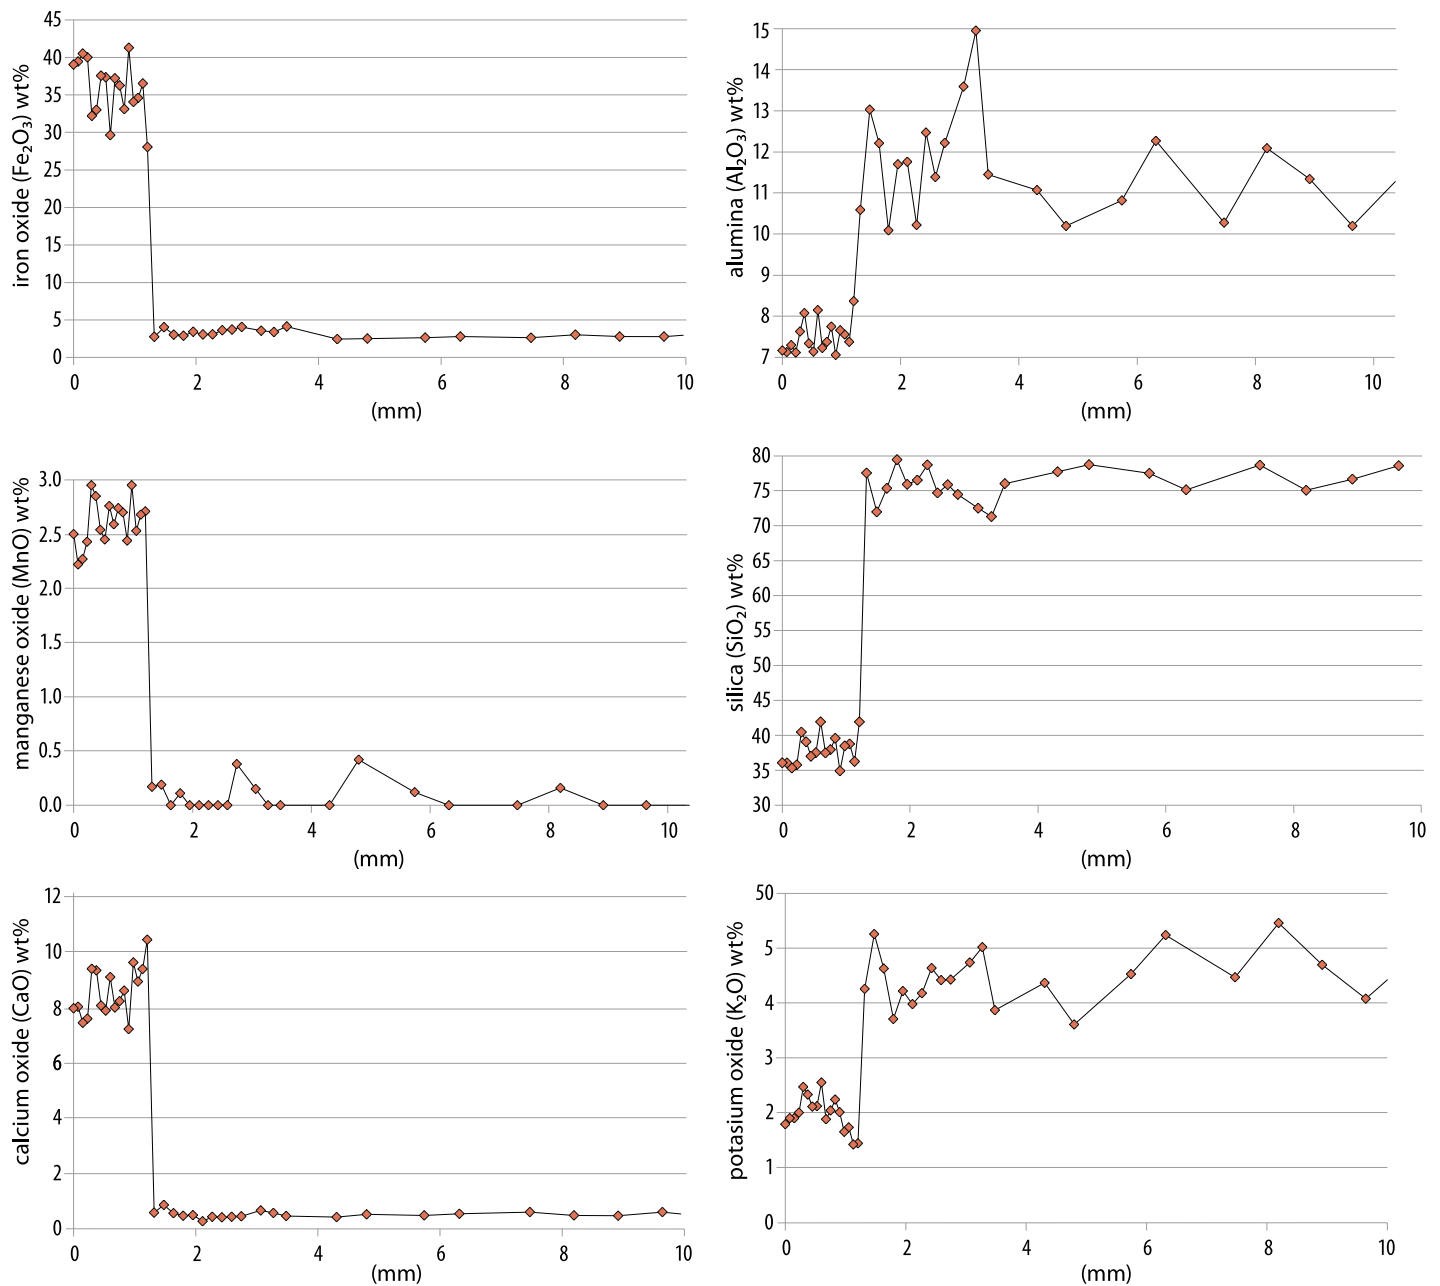 iron oxide (Fe₂O₃) wt%
45
40
35
30
25
20
15
10
5
0
0 2 4 6 8 10
(mm)
alumina (Al₂O₃) wt%
15
14
13
12
11
10
9
8
7
0 2 4 6 8 10
(mm)
manganese oxide (MnO) wt%
3.0
2.5
2.0
1.5
1.0
0.5
0.0
0 2 4 6 8 10
(mm)
silica (SiO₂) wt%
80
75
70
65
60
55
50
45
40
35
30
0 2 4 6 8 10
(mm)
calcium oxide (CaO) wt%
12
10
8
6
4
2
0
0 2 4 6 8 10
(mm)
potasium oxide (K₂O) wt%
50
5
4
3
2
1
0
0 2 4 6 8 10
(mm)